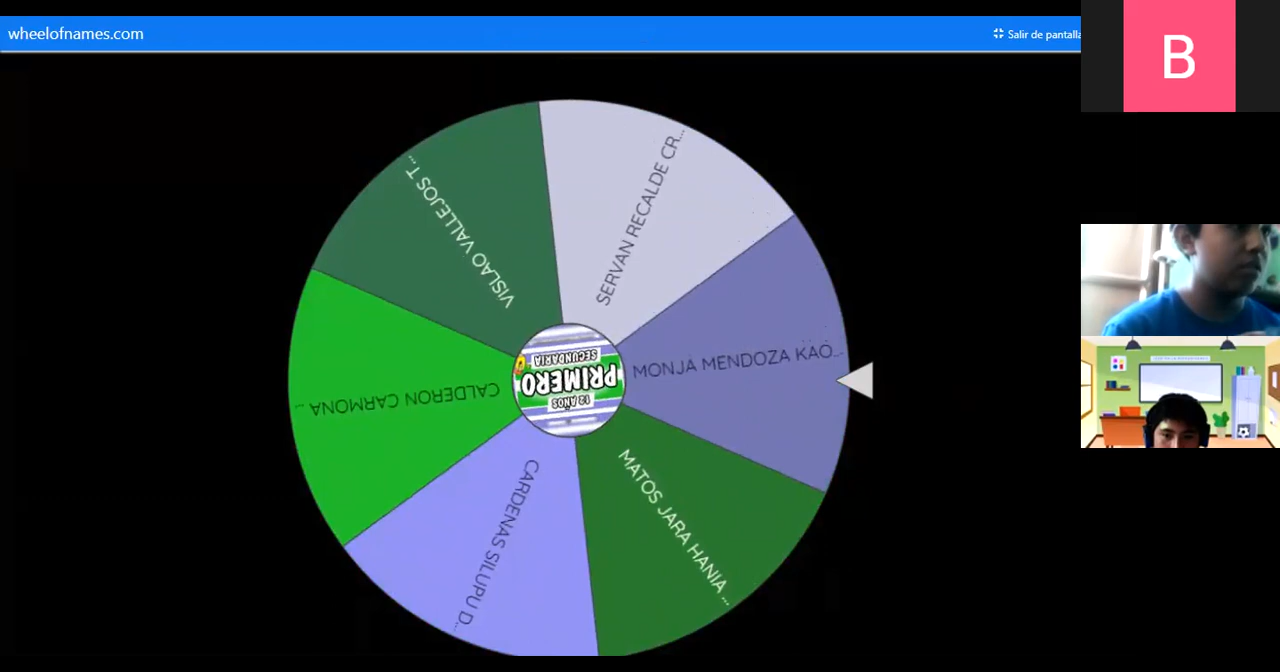 wheelofnames.com
Salir de pantalla
B
VISLAO VALLEJOS T...
SERVAN RECALDE CR...
MONJA MENDOZA KAO...
MATOS JARA HANIA ...
CARDENAS SILUPU D...
CALDERON CARMONA ...
13 AÑOS
PRIMERO
SECUNDARIA